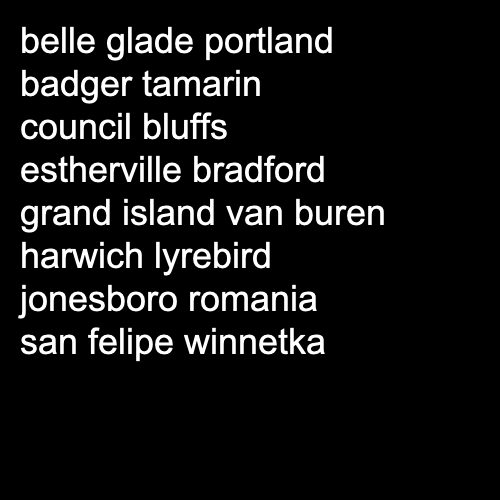 belle glade portland
badger tamarin
council bluffs
estherville bradford
grand island van buren
harwich lyrebird
jonesboro romania
san felipe winnetka